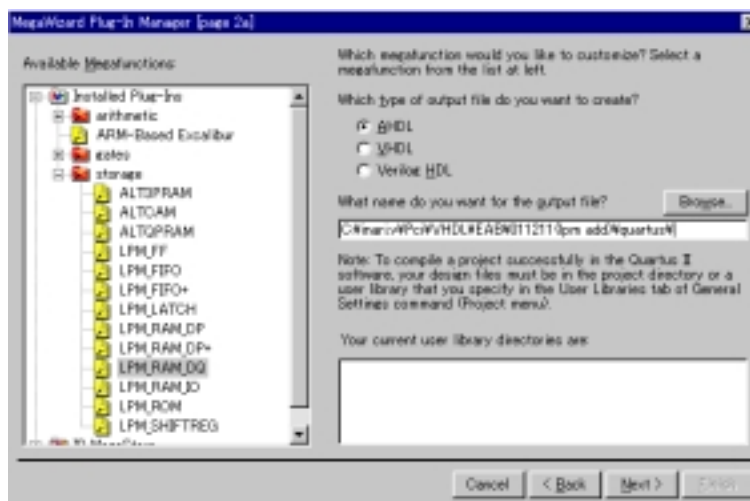 MegaWizard Plug-In Manager [page 2a]
Available Megafunctions:
Installed Plug-Ins
arithmetic
ARM-Based Excalibur
gates
storage
ALTDPRAM
ALTCAM
ALTQPRAM
LPM_FF
LPM_FIFO
LPM_FIFO+
LPM_LATCH
LPM_RAM_DP
LPM_RAM_DP+
LPM_RAM_DQ
LPM_RAM_IO
LPM_ROM
LPM_SHIFTREG
Which megafunction would you like to customize? Select a
megafunction from the list at left.
Which type of output file do you want to create?
AHDL
VHDL
Verilog HDL
What name do you want for the output file?
Browse...
Note: To compile a project successfully in the Quartus II
software, your design files must be in the project directory or a
user library that you specify in the User Libraries tab of General
Settings command (Project menu).
Your current user library directories are:
Cancel
< Back
Next >
Finish